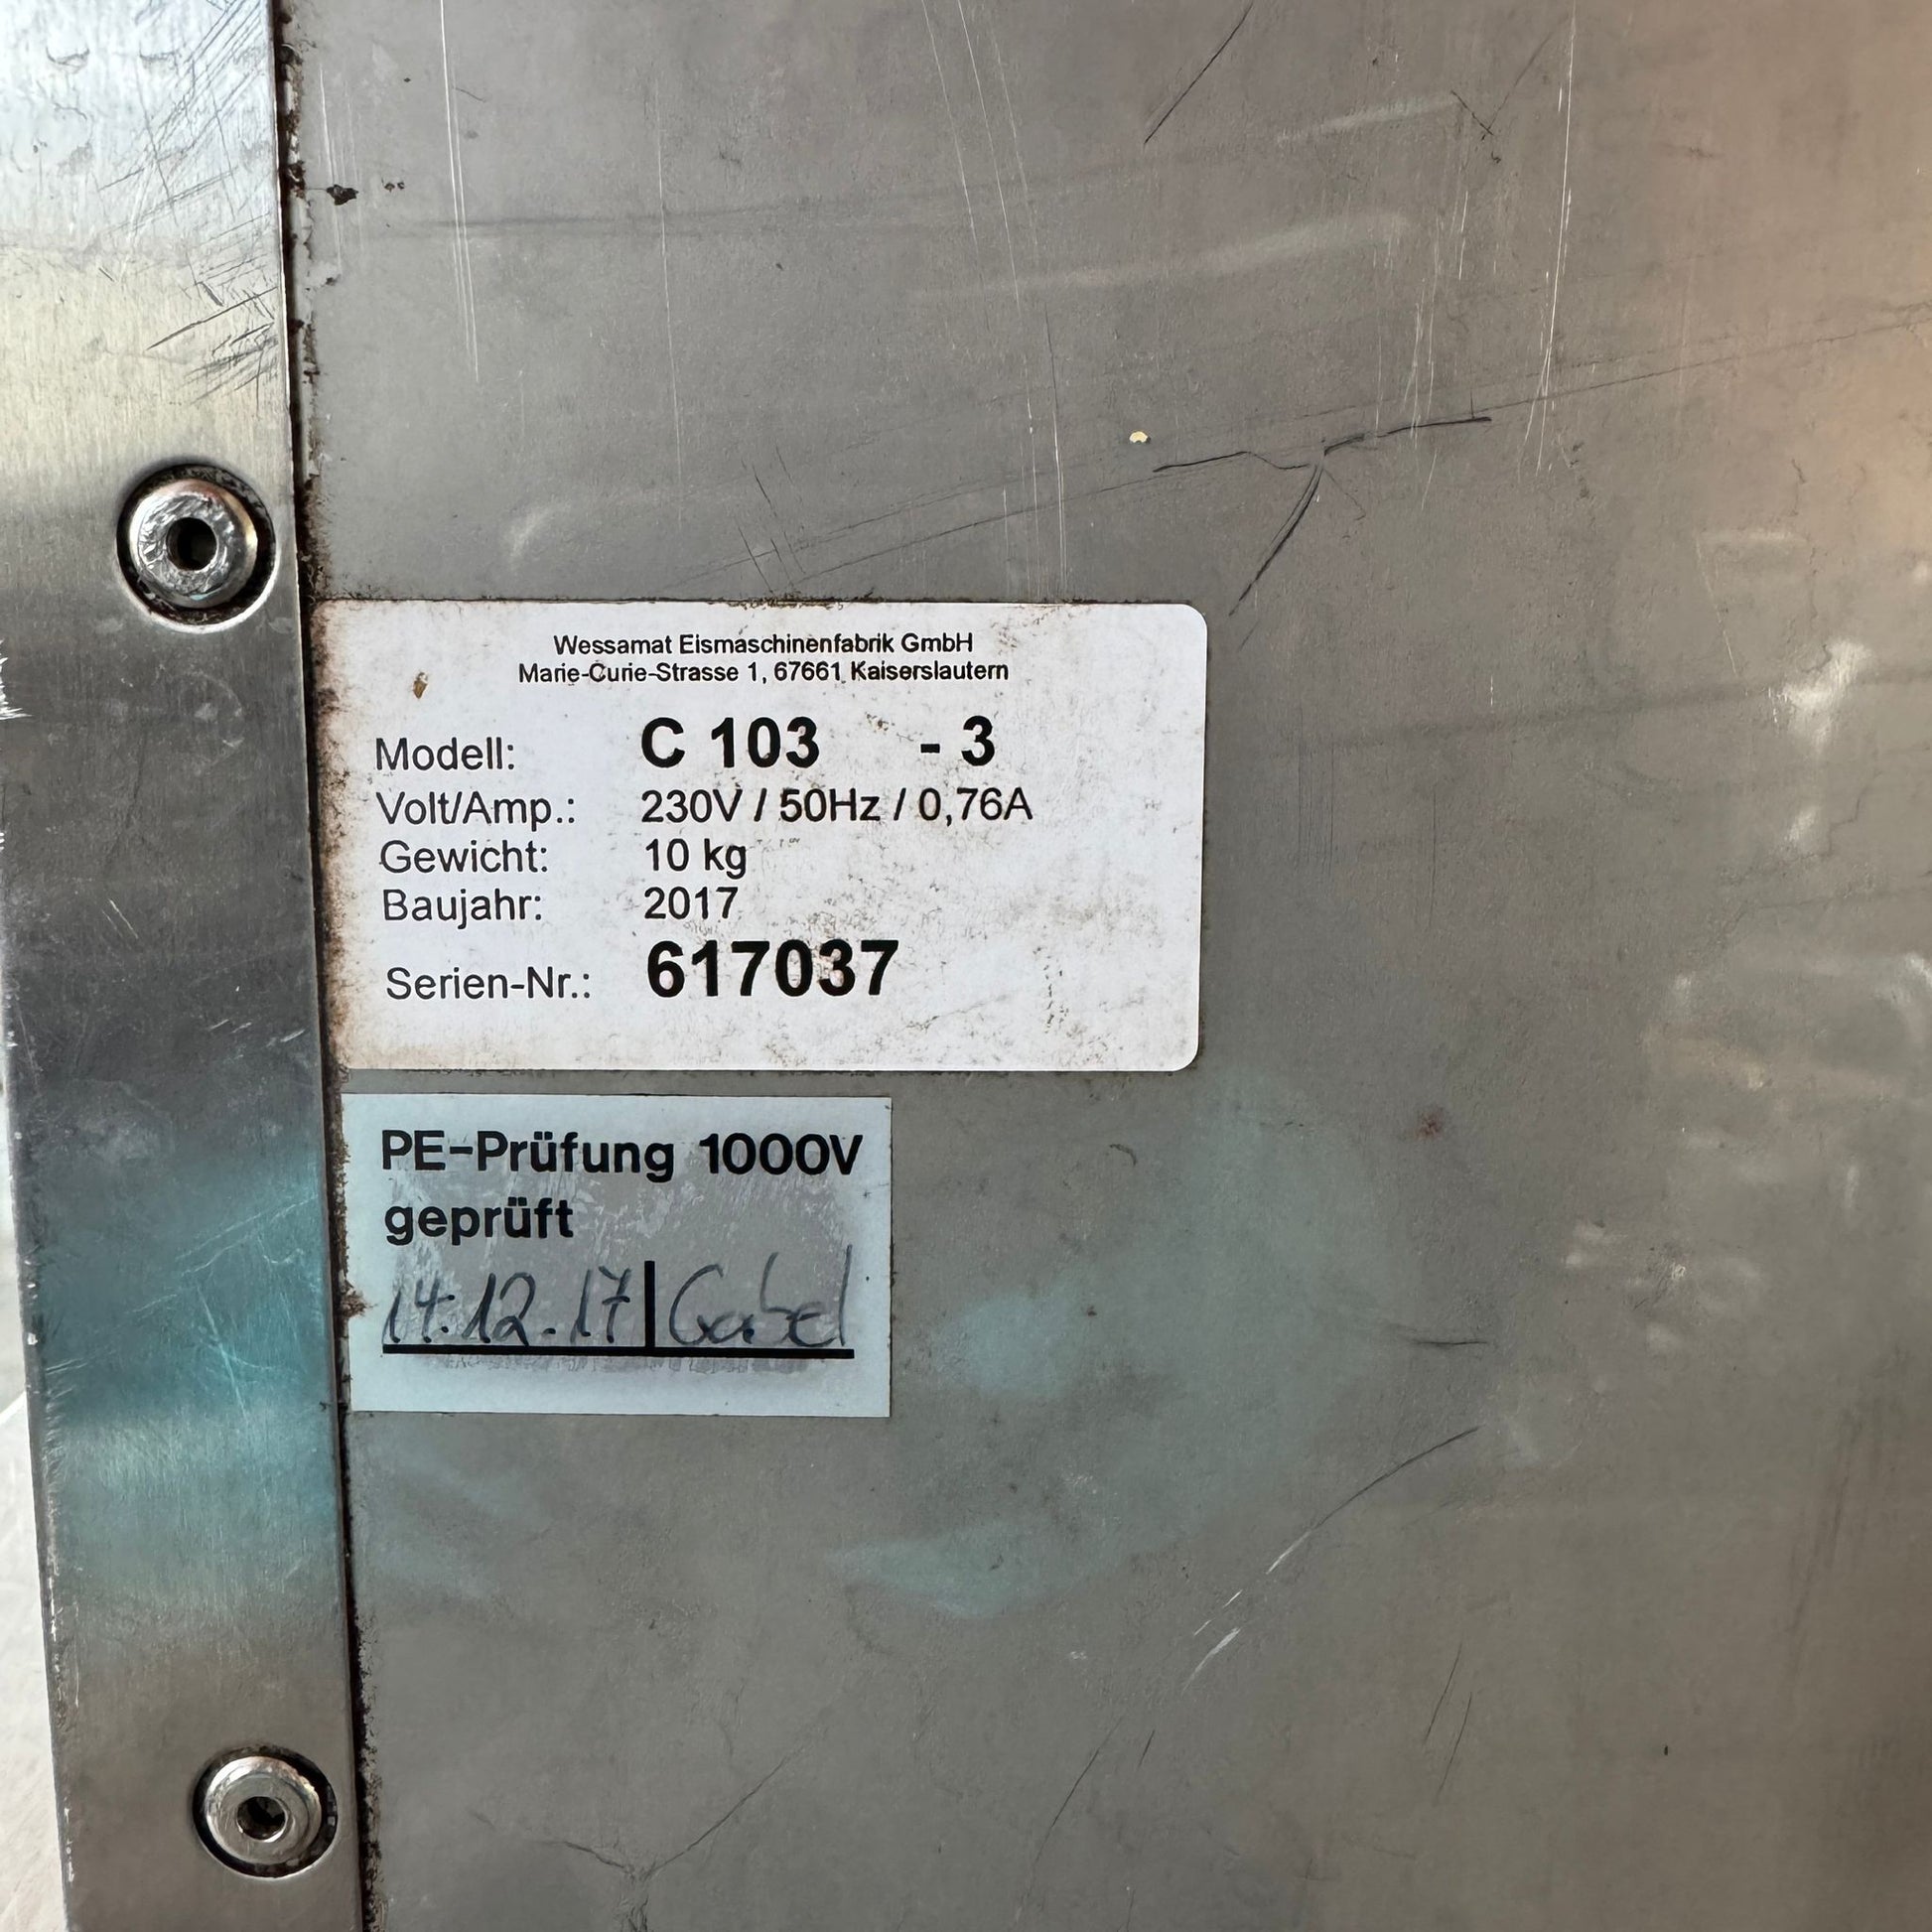 Wessamat Eismaschinenfabrik GmbH
Marie-Curie-Strasse 1, 67661 Kaiserslautern
Modell: C 103 - 3
Volt/Amp.: 230V / 50Hz / 0,76A
Gewicht: 10 kg
Baujahr: 2017
Serien-Nr.: 617037
PE-Prüfung 1000V
geprüft
14.12.17 | Gabel